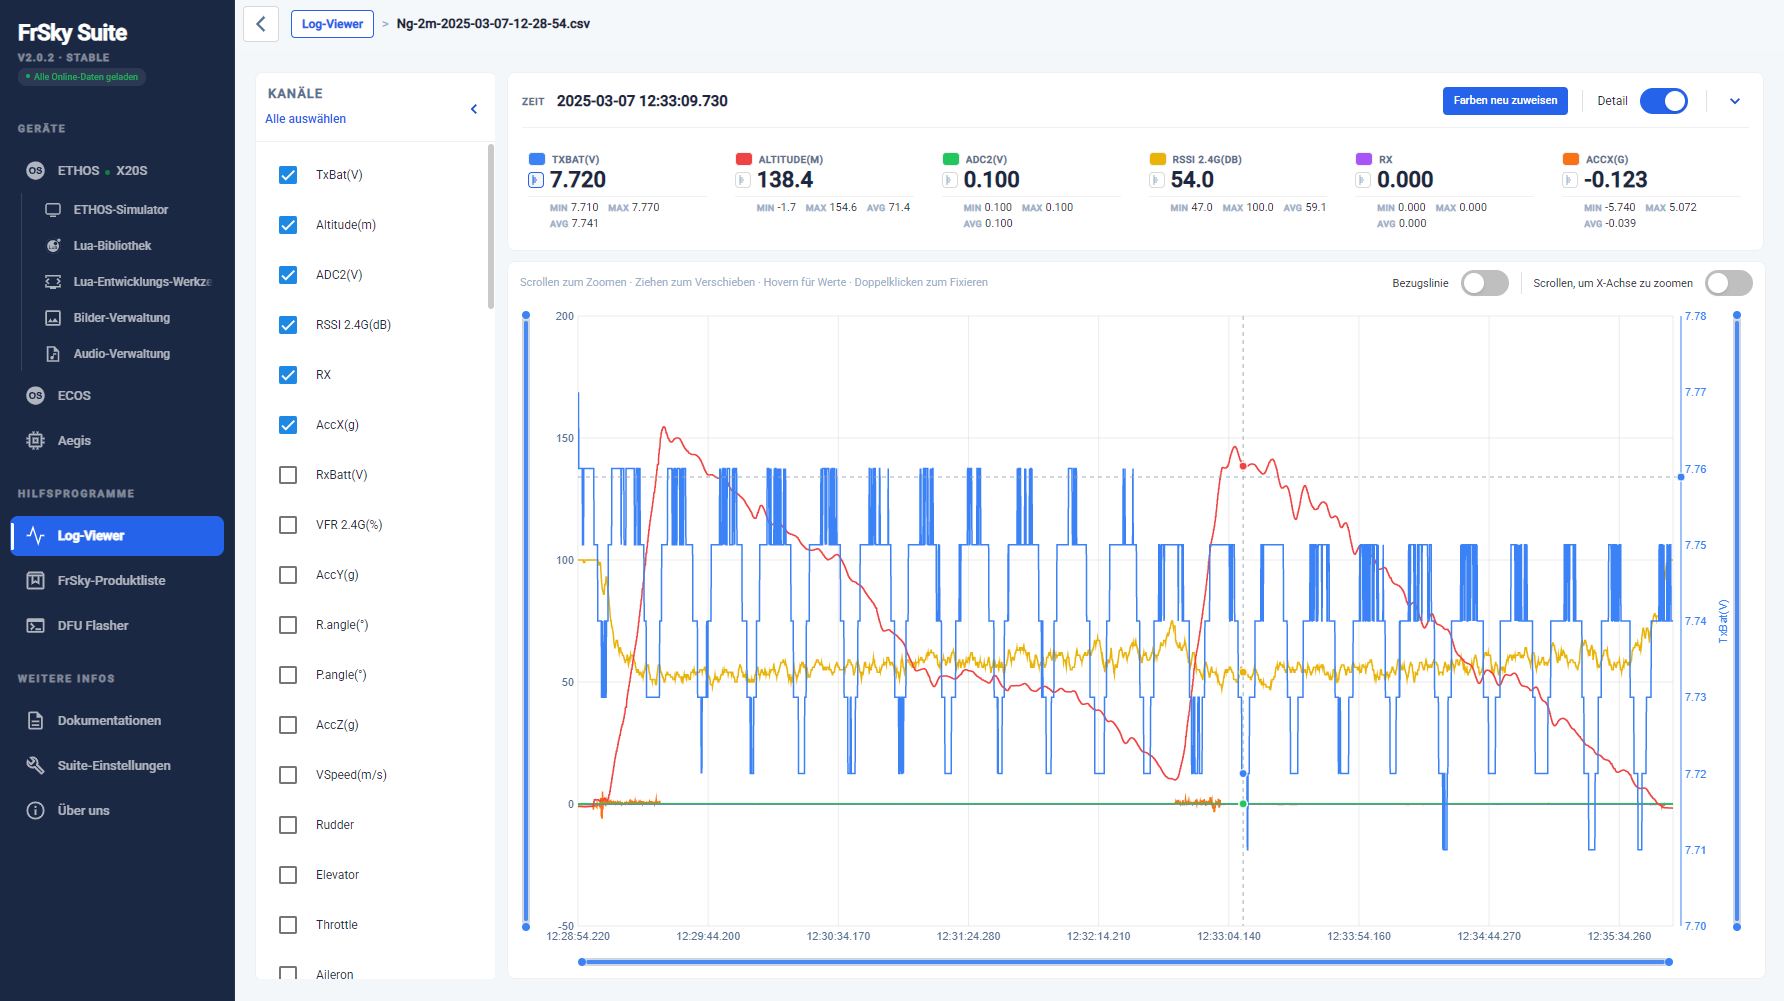 FrSky Suite
V2.0.2 · STABLE
Alle Online-Daten geladen
GERÄTE
ETHOS X20S
ETHOS-Simulator
Lua-Bibliothek
Lua-Entwicklungs-Werkze
Bilder-Verwaltung
Audio-Verwaltung
ECOS
Aegis
HILFSPROGRAMME
Log-Viewer
FrSky-Produktliste
DFU Flasher
WEITERE INFOS
Dokumentationen
Suite-Einstellungen
Über uns
Log-Viewer > Ng-2m-2025-03-07-12-28-54.csv
KANÄLE
Alle auswählen
TxBat(V)
Altitude(m)
ADC2(V)
RSSI 2.4G(dB)
RX
AccX(g)
RxBatt(V)
VFR 2.4G(%)
AccY(g)
R.angle(°)
P.angle(°)
AccZ(g)
VSpeed(m/s)
Rudder
Elevator
Throttle
Aileron
ZEIT 2025-03-07 12:33:09.730
Farben neu zuweisen Detail
TXBAT(V)
7.720
MIN 7.710 MAX 7.770
AVG 7.741
ALTITUDE(M)
138.4
MIN -1.7 MAX 154.6 AVG 71.4
ADC2(V)
0.100
MIN 0.100 MAX 0.100
AVG 0.100
RSSI 2.4G(DB)
54.0
MIN 47.0 MAX 100.0 AVG 59.1
RX
0.000
MIN 0.000 MAX 0.000
AVG 0.000
ACCX(G)
-0.123
MIN -5.740 MAX 5.072
AVG -0.039
Scrollen zum Zoomen · Ziehen zum Verschieben · Hovern für Werte · Doppelklicken zum Fixieren
Bezugslinie Scrollen, um X-Achse zu zoomen
200
150
100
50
0
-50
7.78
7.77
7.76
7.75
7.74
7.73
7.72
7.71
7.70
TxBat(V)
12:28:54.220 12:29:44.200 12:30:34.170 12:31:24.280 12:32:14.210 12:33:04.140 12:33:54.160 12:34:44.270 12:35:34.260